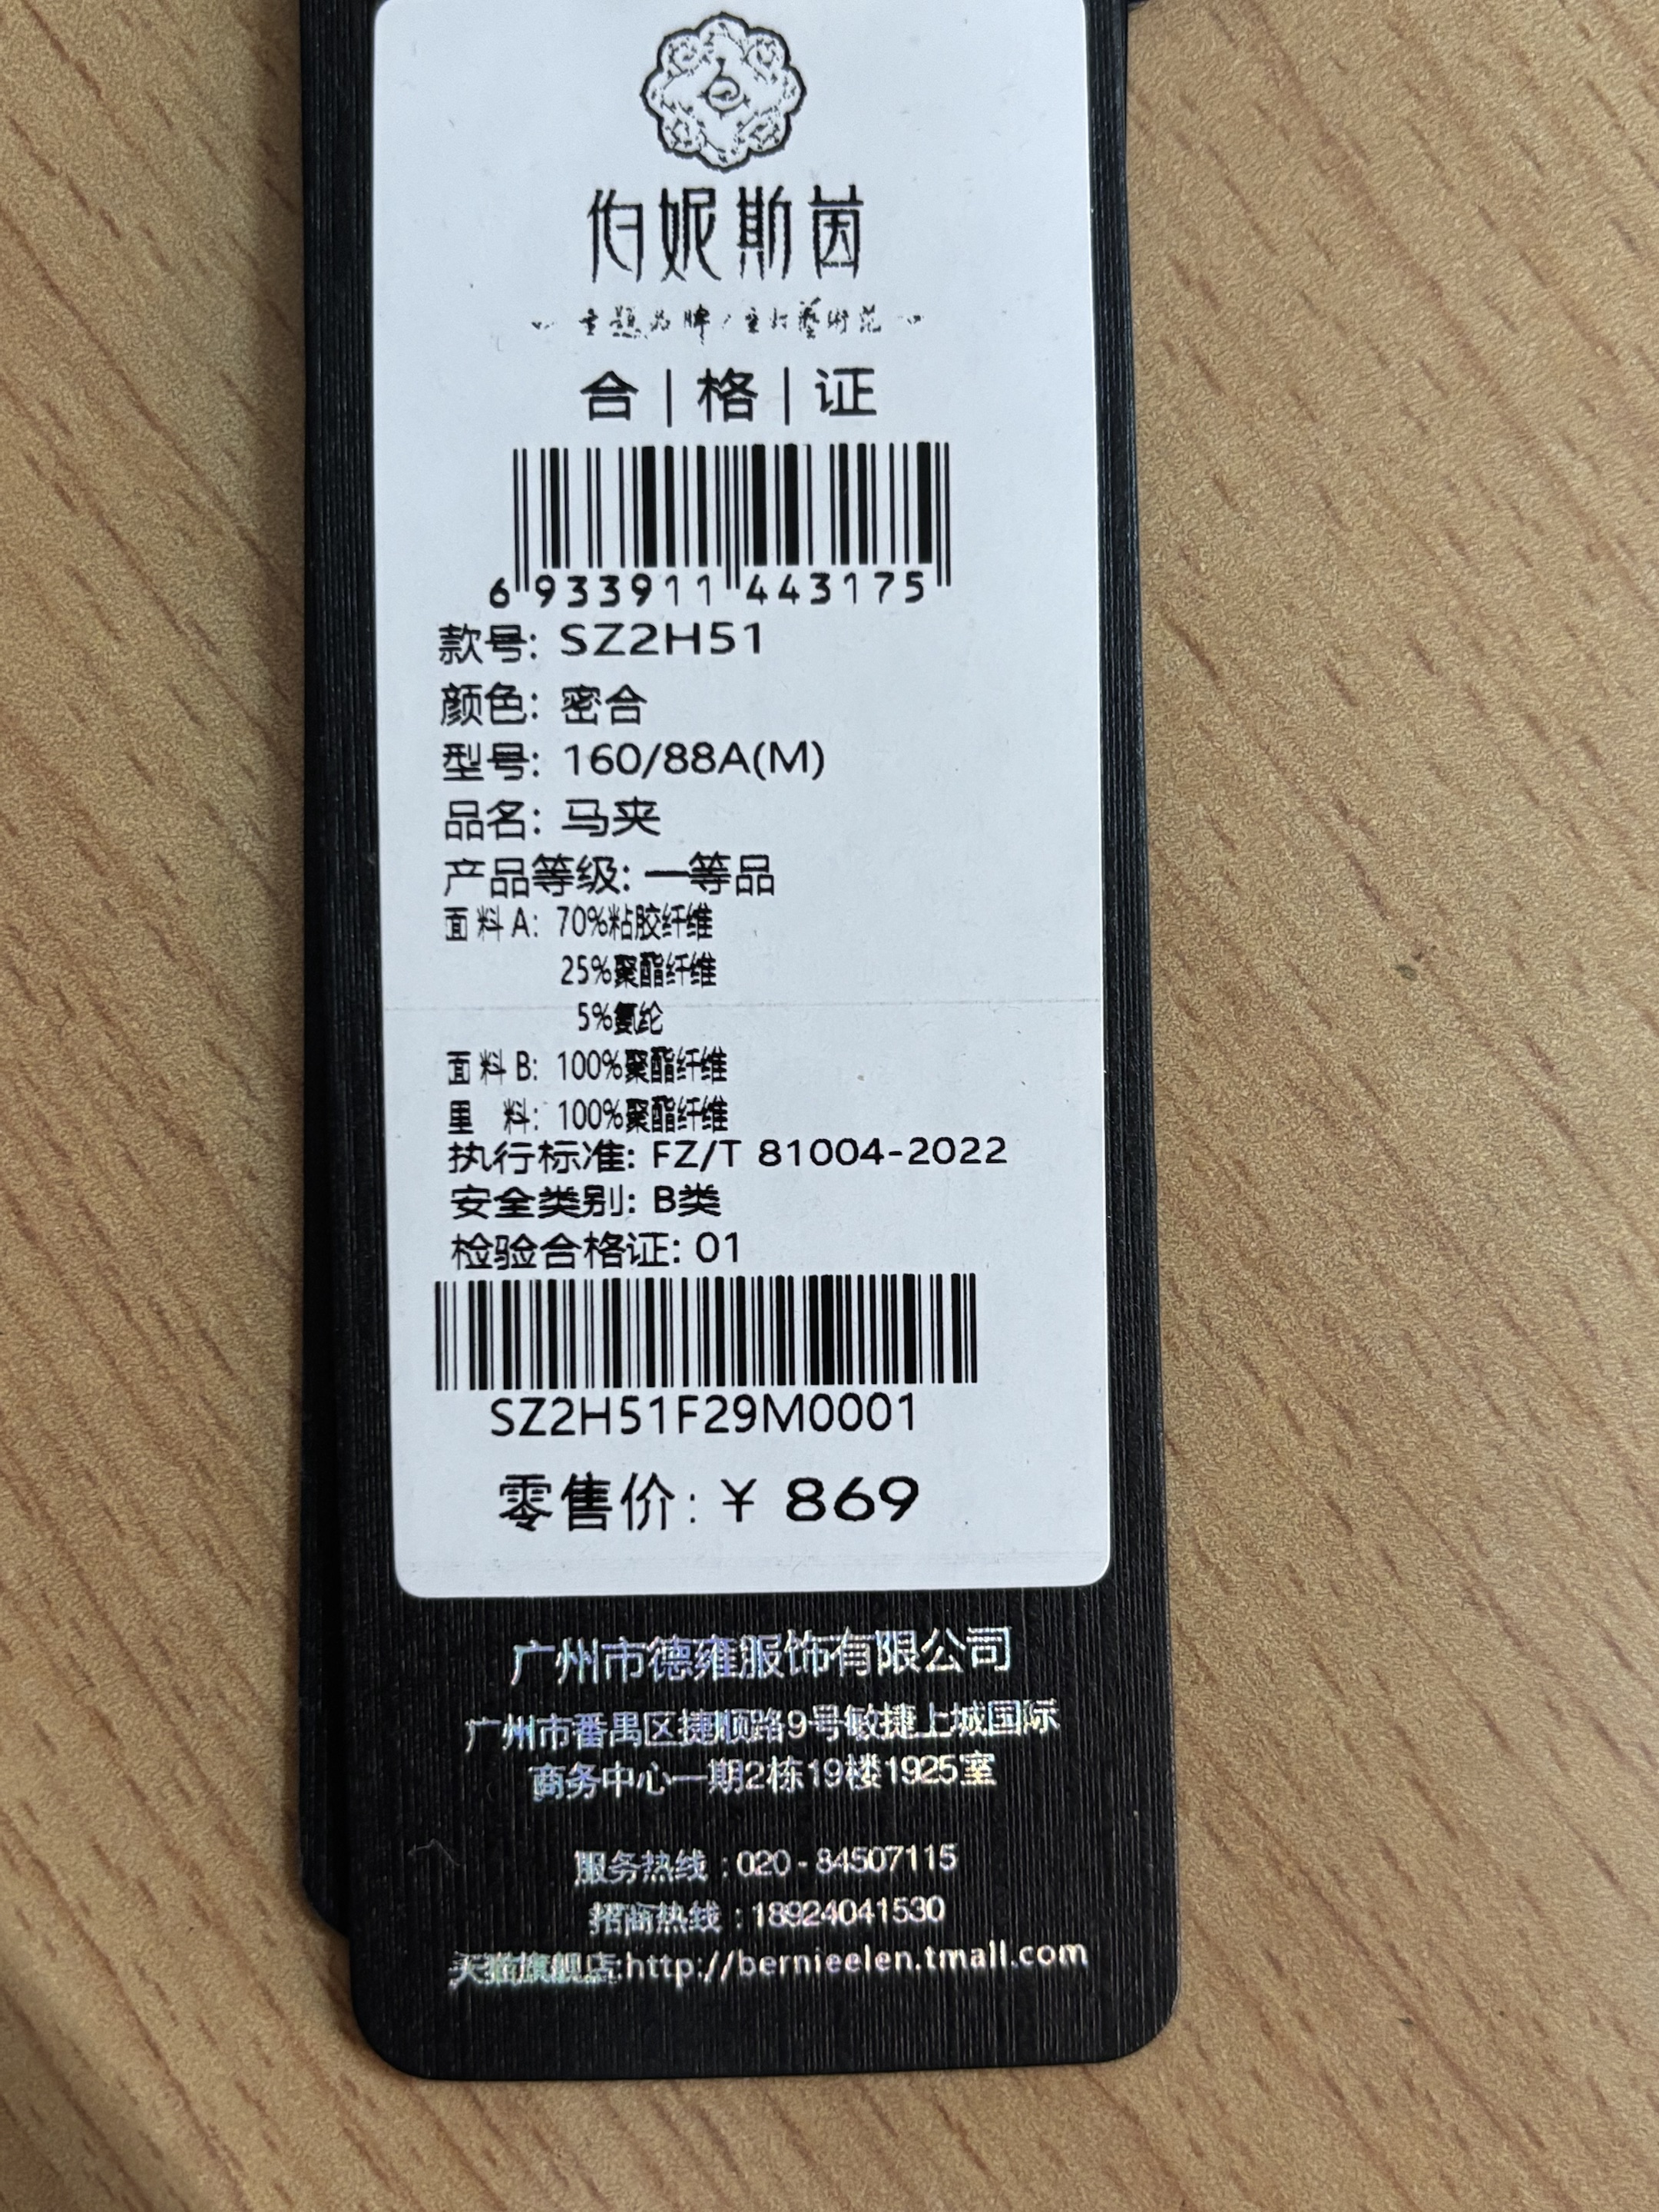 伯妮斯茵
合|格|证
6 933911 443175
款号: SZ2H51
颜色: 密合
型号: 160/88A(M)
品名: 马夹
产品等级: 一等品
面料A: 70%粘胶纤维
25%聚酯纤维
5%氨纶
面料B: 100%聚酯纤维
里 料: 100%聚酯纤维
执行标准: FZ/T 81004-2022
安全类别: B类
检验合格证: 01
SZ2H51F29M0001
零售价: ¥ 869
广州市德雍服饰有限公司
广州市番禺区捷顺路9号敏捷上城国际
商务中心一期2栋19楼1925室
服务热线:020-84507115
招商热线:18924041530
天猫旗舰店:http://bernieelen.tmall.com